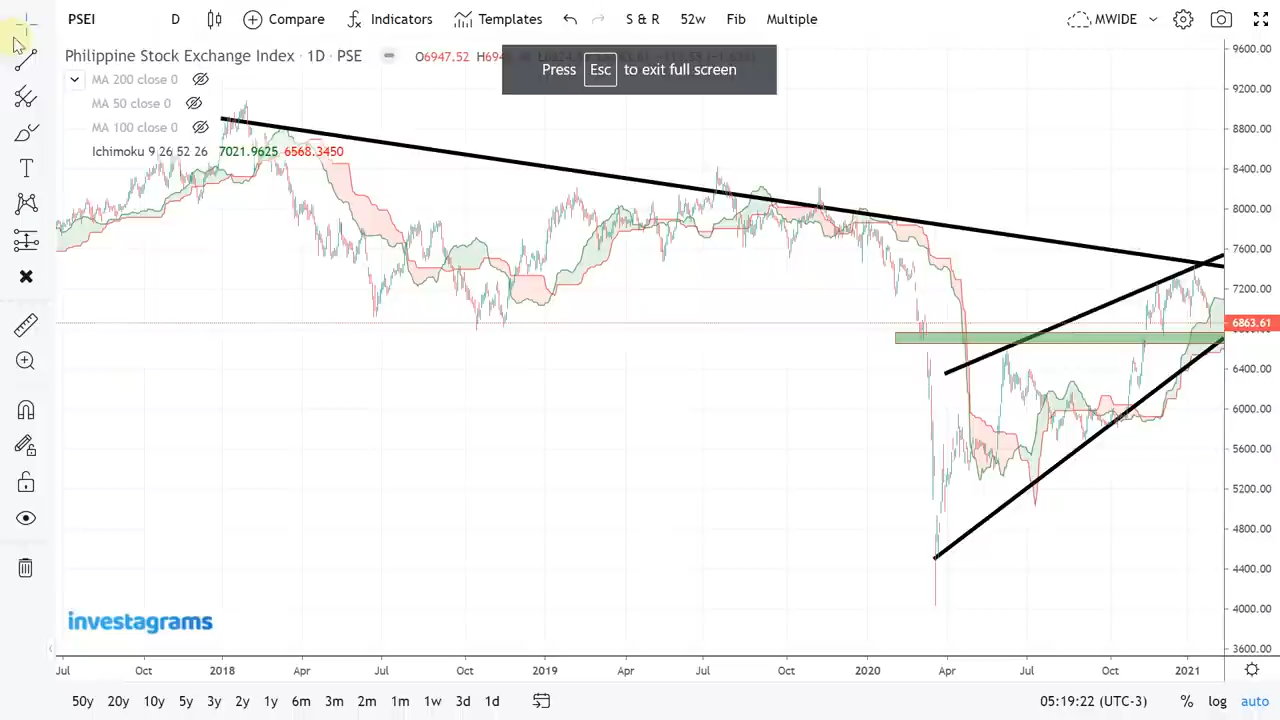 PSEI D Compare Indicators Templates S & R 52w Fib Multiple MWIDE
Philippine Stock Exchange Index · 1D · PSE O6947.52
Press Esc to exit full screen
MA 200 close 0
MA 50 close 0
MA 100 close 0
Ichimoku 9 26 52 26 7021.9625 6568.3450
9600.00
9200.00
8800.00
8400.00
8000.00
7600.00
7200.00
6863.61
6400.00
6000.00
5600.00
5200.00
4800.00
4400.00
4000.00
3600.00
investagrams
Jul Oct 2018 Apr Jul Oct 2019 Apr Jul Oct 2020 Apr Jul Oct 2021
50y 20y 10y 5y 3y 2y 1y 6m 3m 2m 1m 1w 3d 1d 05:19:22 (UTC-3) % log auto